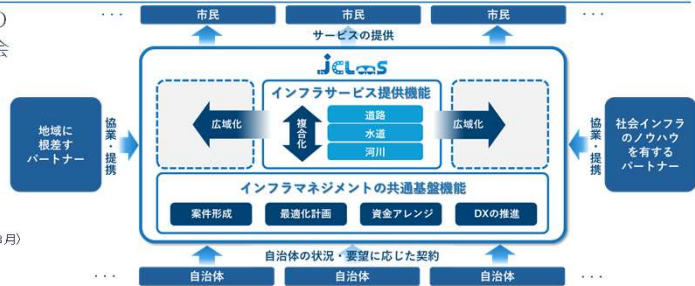 ・・・ 市民 市民 市民 ・・・
サービスの提供
会
JCLaaS
インフラサービス提供機能
広域化
複合化
道路
水道
河川
広域化
地域に
根差す
パートナー
協業・提携
協業・提携
社会インフラ
のノウハウ
を有する
パートナー
インフラマネジメントの共通基盤機能
案件形成 最適化計画 資金アレンジ DXの推進
月〉
自治体の状況・要望に応じた契約
・・・ 自治体 自治体 自治体 ・・・